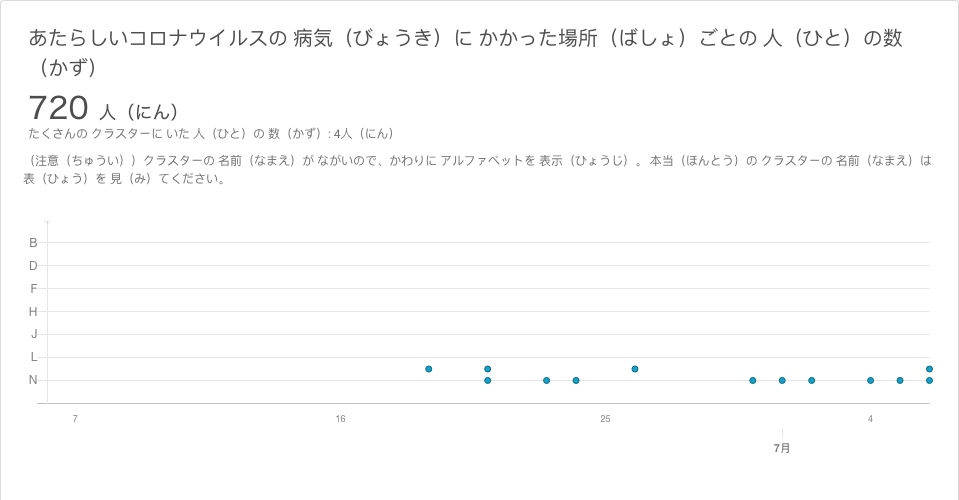 あたらしいコロナウイルスの 病気（びょうき）に かかった場所（ばしょ）ごとの 人（ひと）の数
（かず）
720 人（にん）
たくさんの クラスターに いた 人（ひと）の 数（かず）: 4人（にん）
（注意（ちゅうい））クラスターの 名前（なまえ）が ながいので、かわりに アルファベットを 表示（ひょうじ）。 本当（ほんとう）の クラスターの 名前（なまえ）は
表（ひょう）を 見（み）てください。
B
D
F
H
J
L
N
7 16 25 4
7月